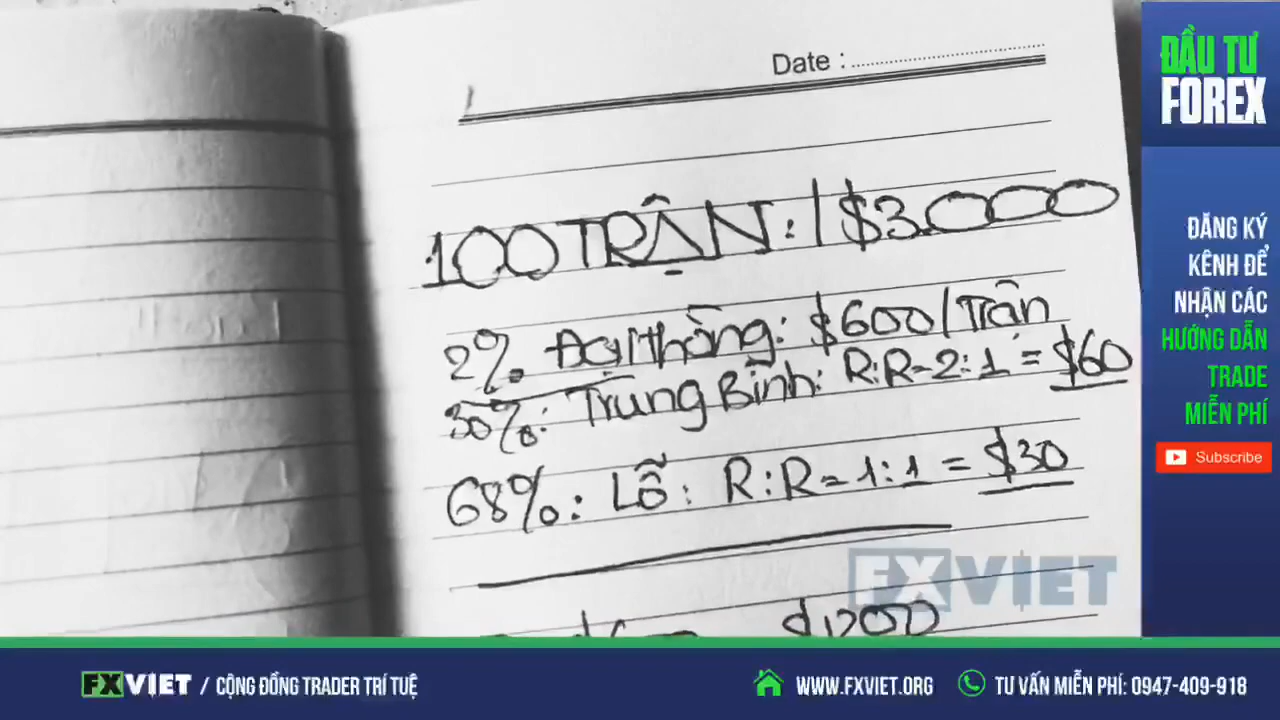 Date :
100 TRẬN: | $3.000
2% Đại thắng: $600/Trận
30%: Trung Bình: R:R=2:1 = $60
68%: Lỗ: R:R=1:1 = $30
$1200
FXVIET
ĐẦU TƯ
FOREX
ĐĂNG KÝ
KÊNH ĐỂ
NHẬN CÁC
HƯỚNG DẪN
TRADE
MIỄN PHÍ
Subscribe
FXVIET / CỘNG ĐỒNG TRADER TRÍ TUỆ
WWW.FXVIET.ORG
TƯ VẤN MIỄN PHÍ: 0947-409-918